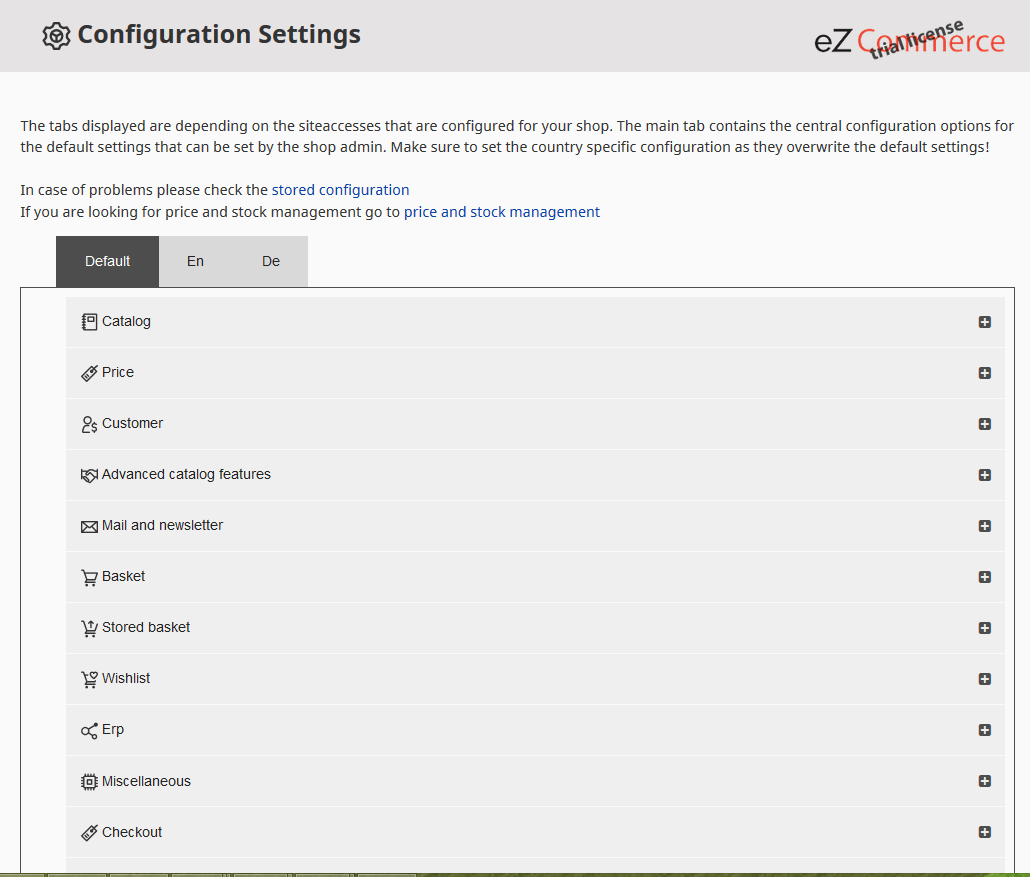 Configuration Settings
eZ Commerce
trial license
The tabs displayed are depending on the siteaccesses that are configured for your shop. The main tab contains the central configuration options for
the default settings that can be set by the shop admin. Make sure to set the country specific configuration as they overwrite the default settings!
In case of problems please check the stored configuration
If you are looking for price and stock management go to price and stock management
Default En De
Catalog
Price
Customer
Advanced catalog features
Mail and newsletter
Basket
Stored basket
Wishlist
Erp
Miscellaneous
Checkout